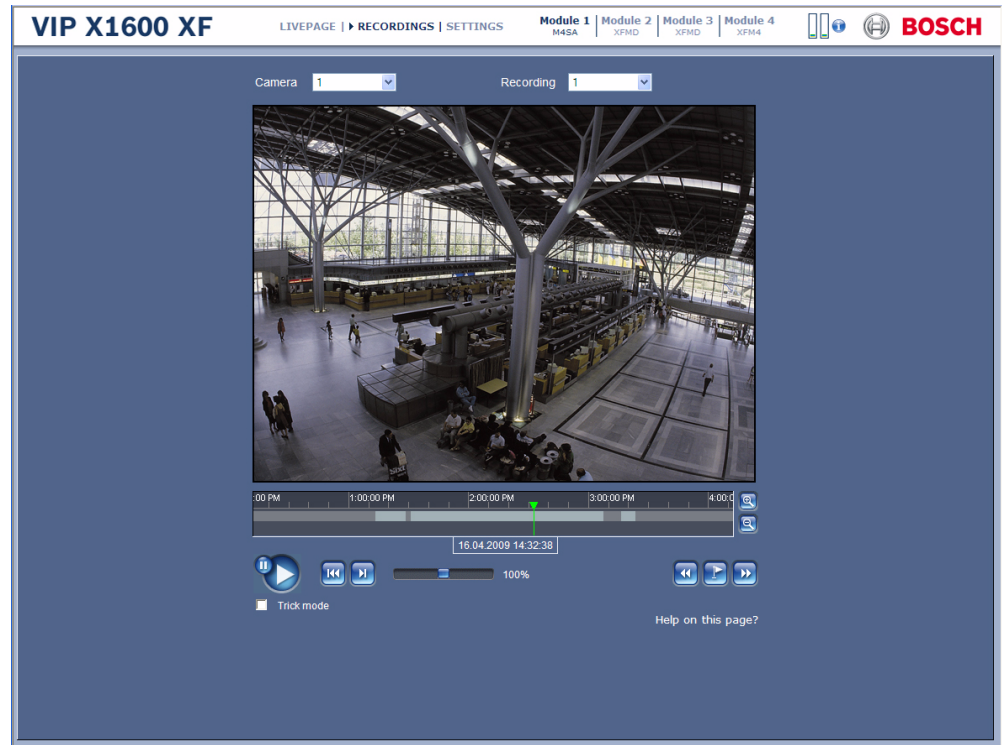 VIP X1600 XF
LIVEPAGE | RECORDINGS | SETTINGS
Module 1 | Module 2 | Module 3 | Module 4
M4SA XFMD XFMD XFM4
BOSCH
Camera 1 Recording 1
Sixt
:00 PM 1:00:00 PM 2:00:00 PM 3:00:00 PM 4:00:0
16.04.2009 14:32:38
100%
Trick mode
Help on this page?